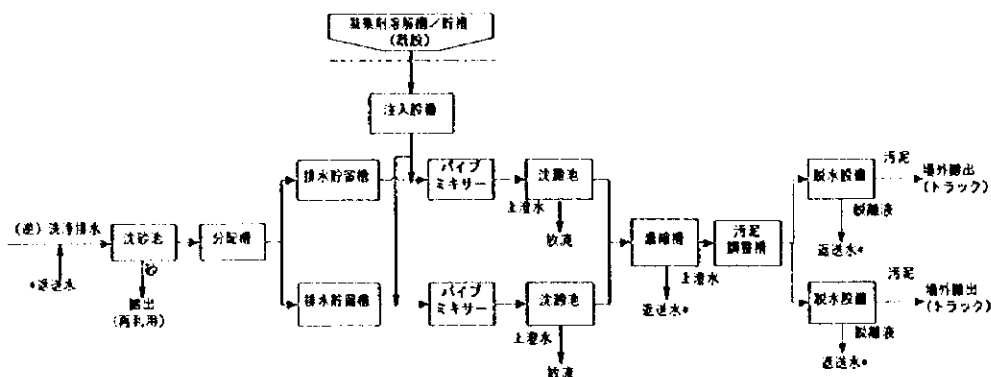 凝集剤溶解槽/貯槽
(既設)
注入設備
排水貯留槽
パイプ
ミキサー
沈澱池
上澄水
放流
脱水設備
汚泥
場外搬出
(トラック)
脱離液
返送水*
(逆)洗浄排水
*返送水
沈砂池
砂
搬出
(再利用)
分配槽
濃縮槽
上澄水
返送水*
汚泥
調整槽
排水貯留槽
パイプ
ミキサー
沈澱池
上澄水
放流
脱水設備
汚泥
場外搬出
(トラック)
脱離液
返送水*